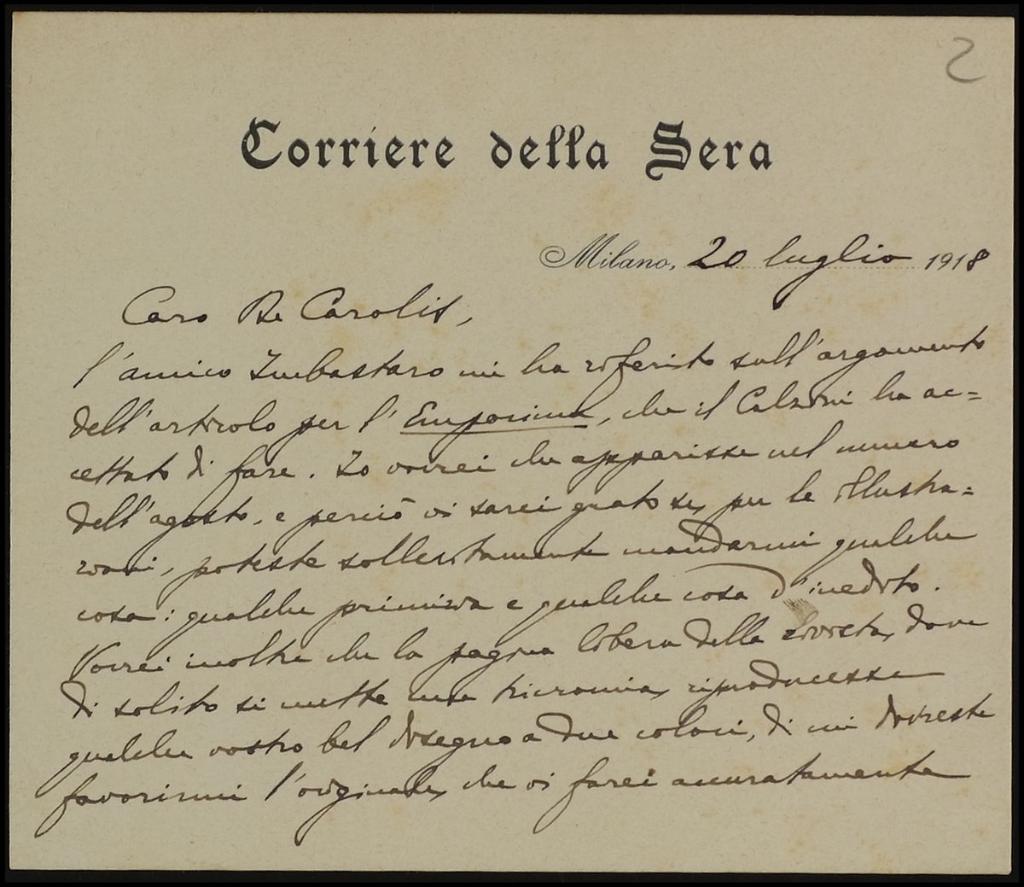 2
Corriere della Sera
Milano, 20 luglio 1918
Caro De Carolis,
l'amico Imbastaro mi ha riferito sull'argomento
dell'articolo per l'Emporium, che il Calzini ha ac=
cettato di fare. Io vorrei che apparisse nel numero
dell'agosto, e perciò vi sarei grato se, per le illustra=
zioni, poteste sollecitamente mandarmi qualche
cosa: qualche primizia e qualche cosa d'inedito.
Vorrei inoltre che la pagina libera della rivista, dove
di solito si mette una tricromia, riproducesse
qualche vostro bel disegno a due colori, di cui dovreste
favorirmi l'originale, che vi farei accuratamente